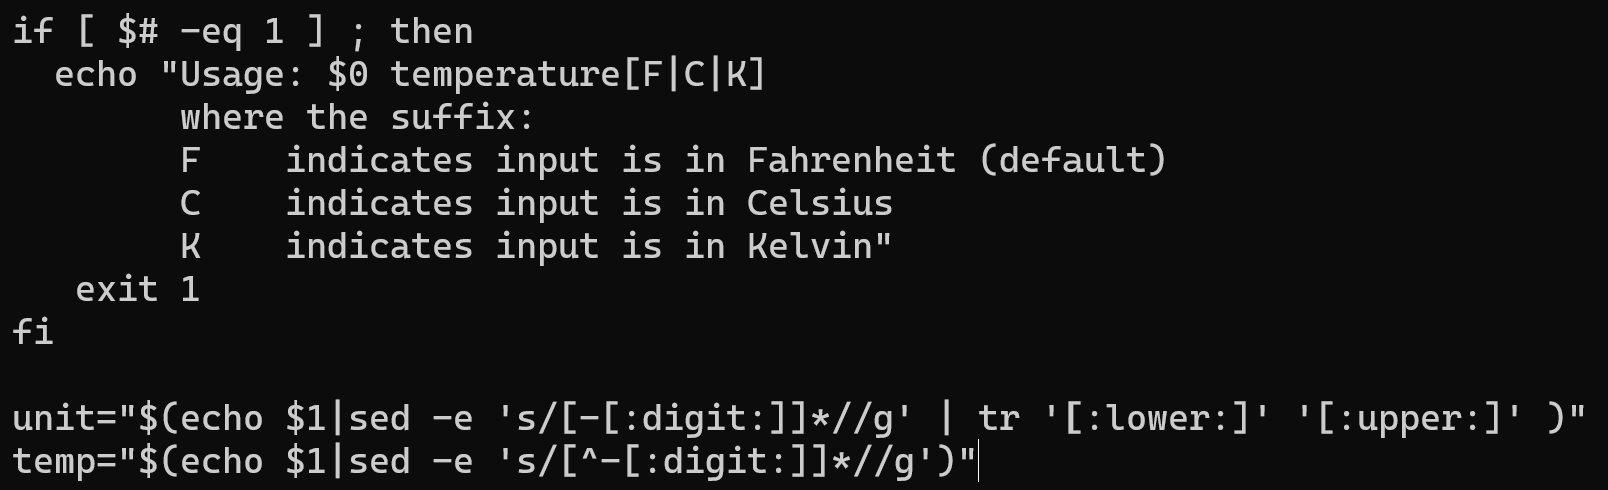 if [ $# -eq 1 ] ; then
  echo "Usage: $0 temperature[F|C|K]
        where the suffix:
        F    indicates input is in Fahrenheit (default)
        C    indicates input is in Celsius
        K    indicates input is in Kelvin"
   exit 1
fi

unit="$(echo $1|sed -e 's/[-[:digit:]]*//g' | tr '[:lower:]' '[:upper:]' )"
temp="$(echo $1|sed -e 's/[^-[:digit:]]*//g')"